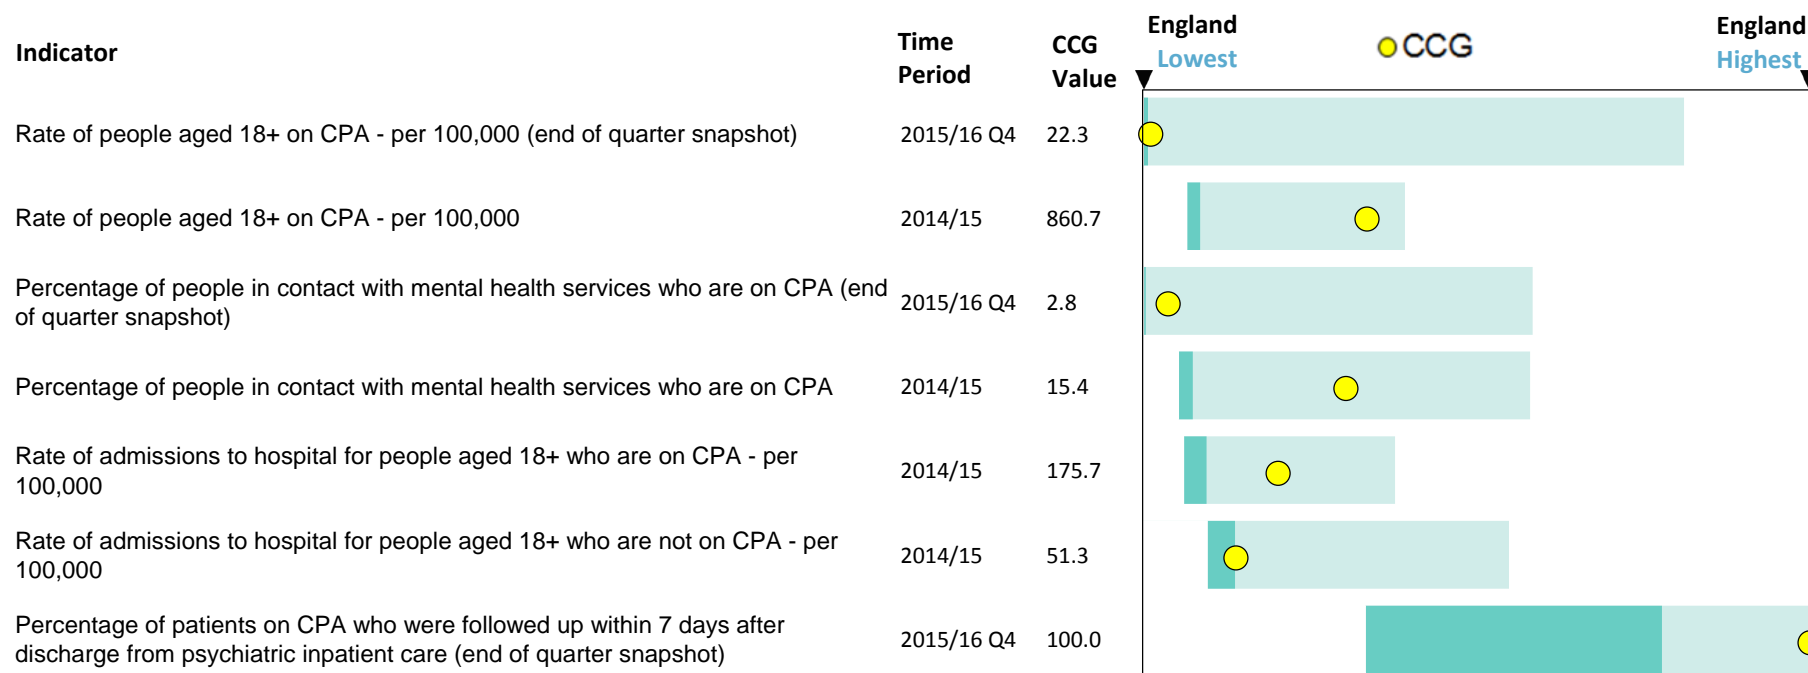 Indicator
Time Period
CCG Value
England Lowest
CCG
England Highest
Rate of people aged 18+ on CPA - per 100,000 (end of quarter snapshot) 2015/16 Q4 22.3
Rate of people aged 18+ on CPA - per 100,000 2014/15 860.7
Percentage of people in contact with mental health services who are on CPA (end
of quarter snapshot) 2015/16 Q4 2.8
Percentage of people in contact with mental health services who are on CPA 2014/15 15.4
Rate of admissions to hospital for people aged 18+ who are on CPA - per
100,000 2014/15 175.7
Rate of admissions to hospital for people aged 18+ who are not on CPA - per
100,000 2014/15 51.3
Percentage of patients on CPA who were followed up within 7 days after
discharge from psychiatric inpatient care (end of quarter snapshot) 2015/16 Q4 100.0